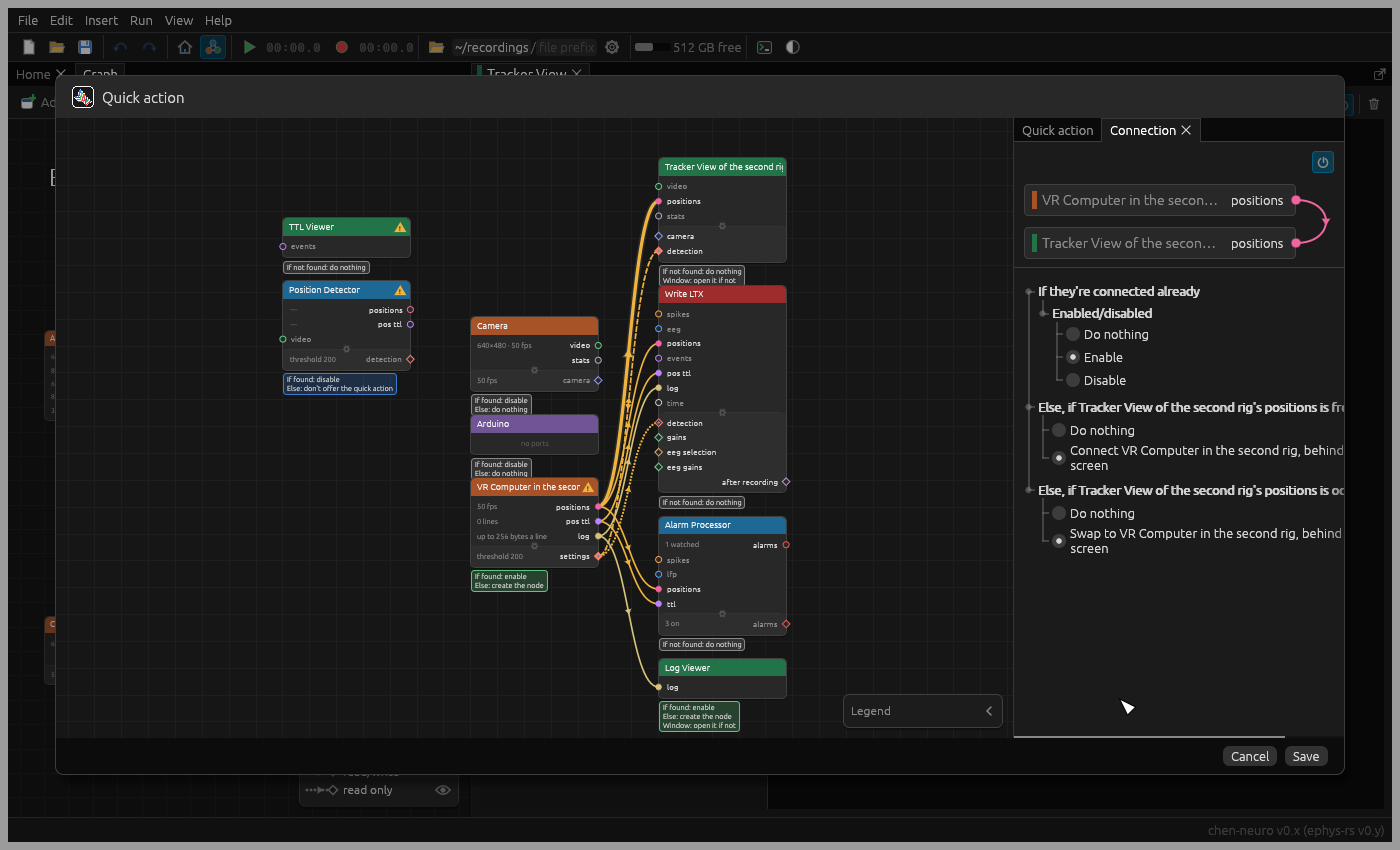 File Edit Insert Run View Help
00:00.0 00:00.0 ~/recordings/ file prefix 512 GB free
Home Graph Tracker View
Quick action
Quick action Connection
VR Computer in the secon… positions
Tracker View of the secon… positions
If they're connected already
Enabled/disabled
Do nothing
Enable
Disable
Else, if Tracker View of the second rig's positions is fre
Do nothing
Connect VR Computer in the second rig, behind
screen
Else, if Tracker View of the second rig's positions is oc
Do nothing
Swap to VR Computer in the second rig, behind
screen
TTL Viewer
events
If not found: do nothing
Position Detector
positions
pos ttl
video
threshold 200 detection
If found: disable
Else: don't offer the quick action
Camera
640×480 · 50 fps video
stats
50 fps camera
If found: disable
Else: do nothing
Arduino
no ports
If found: disable
Else: do nothing
VR Computer in the secor
50 fps positions
0 lines pos ttl
up to 256 bytes a line log
threshold 200 settings
If found: enable
Else: create the node
Tracker View of the second rig
video
positions
stats
camera
detection
If not found: do nothing
Window: open it if not
Write LTX
spikes
eeg
positions
events
pos ttl
log
time
detection
gains
eeg selection
eeg gains
after recording
If not found: do nothing
Alarm Processor
1 watched alarms
spikes
lfp
positions
ttl
3 on alarms
If not found: do nothing
Log Viewer
log
If found: enable
Else: create the node
Window: open it if not
Legend
Cancel Save
read only
chen-neuro v0.x (ephys-rs v0.y)